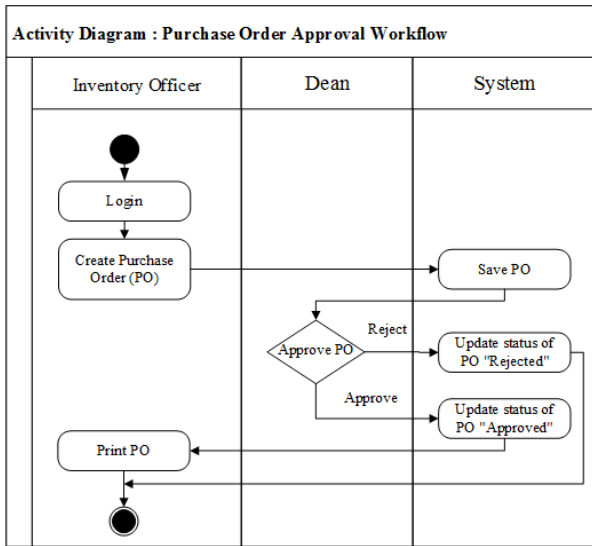 Activity Diagram : Purchase Order Approval Workflow
Inventory Officer
Dean
System
Login
Create Purchase
Order (PO)
Save PO
Approve PO
Reject
Update status of
PO "Rejected"
Approve
Update status of
PO "Approved"
Print PO